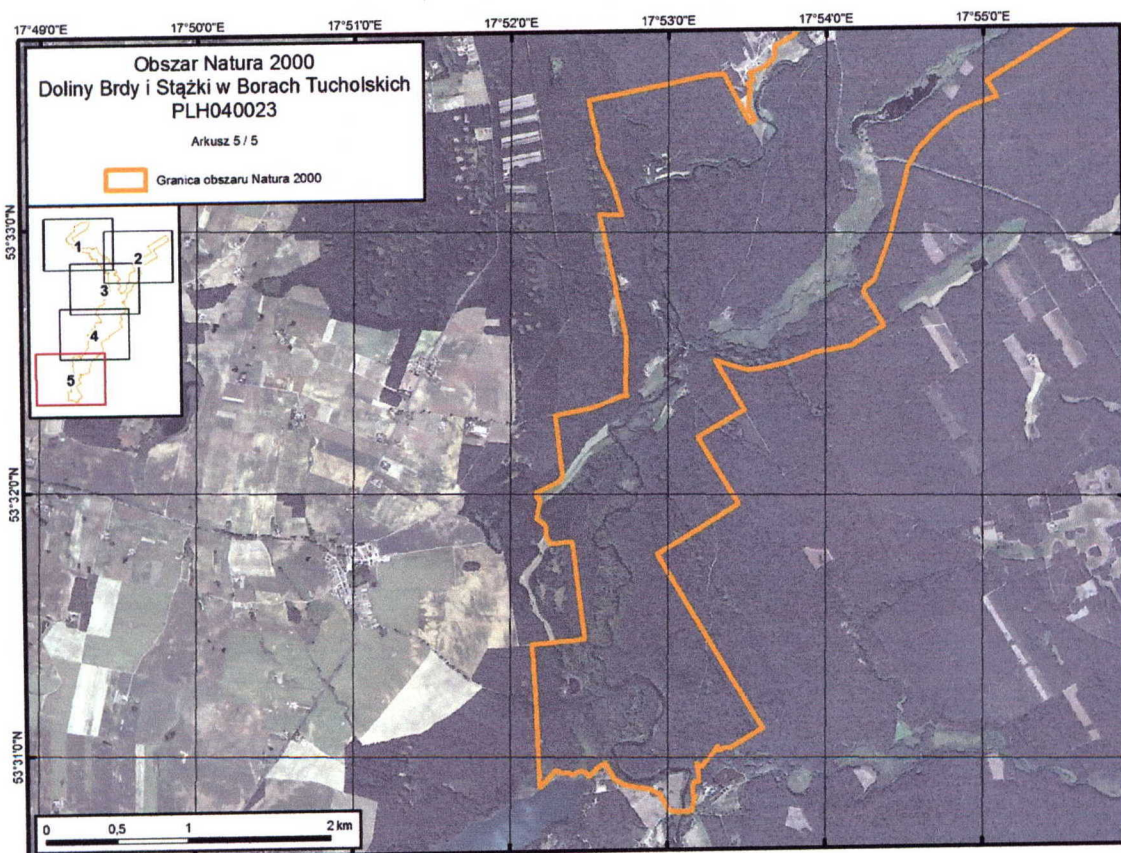 17°49'0"E 17°50'0"E 17°51'0"E 17°52'0"E 17°53'0"E 17°54'0"E 17°55'0"E
Obszar Natura 2000
Doliny Brdy i Stążki w Borach Tucholskich
PLH040023
Arkusz 5 / 5
Granica obszaru Natura 2000
1
2
3
4
5
53°33'0"N
53°32'0"N
53°31'0"N
0 0,5 1 2 km